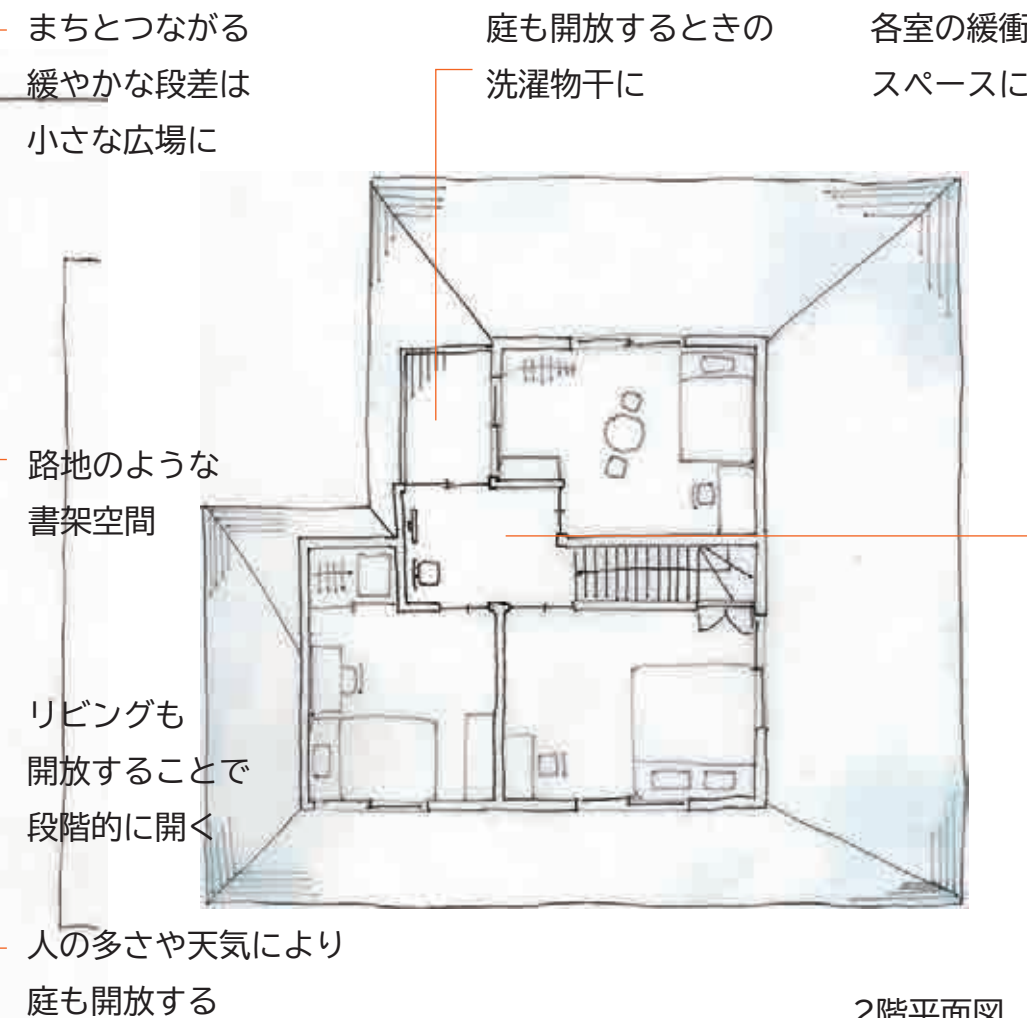 まちとつながる
緩やかな段差は
小さな広場に
庭も開放するときの
洗濯物干に
各室の緩衝
スペースに
路地のような
書架空間
リビングも
開放することで
段階的に開く
人の多さや天気により
庭も開放する
2階平面図